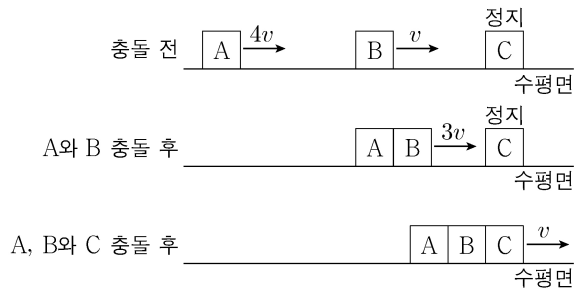 정지
충돌 전 A 4v B v C
수평면
정지
A와 B 충돌 후 A B 3v C
수평면
A, B와 C 충돌 후 A B C v
수평면